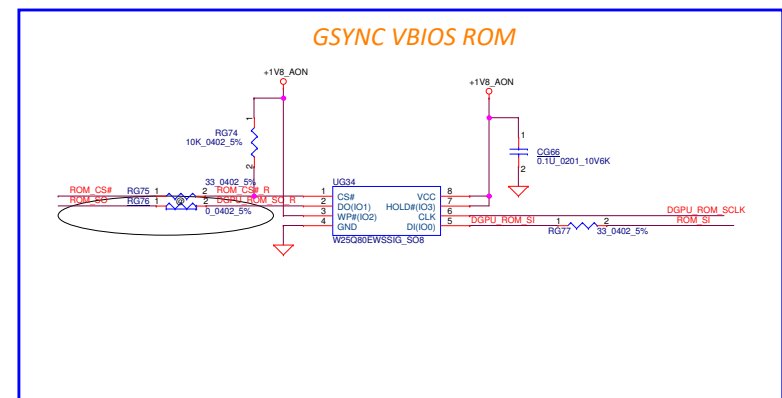 GSYNC VBIOS ROM
+1V8_AON
+1V8_AON
1
RG74
10K_0402_5%
2
1
CG66
0.1U_0201_10V6K
2
33_0402_5%
ROM_CS# RG75 1 2 ROM_CS#_R
ROM_SO RG76 1 @ 2 DGPU_ROM_SO_R
0_0402_5%
UG34
1 CS# VCC 8
2 DO(IO1) HOLD#(IO3) 7
3 WP#(IO2) CLK 6 DGPU_ROM_SCLK
4 GND DI(IO0) 5 DGPU_ROM_SI 1 2 ROM_SI
RG77 33_0402_5%
W25Q80EWSSIG_SO8